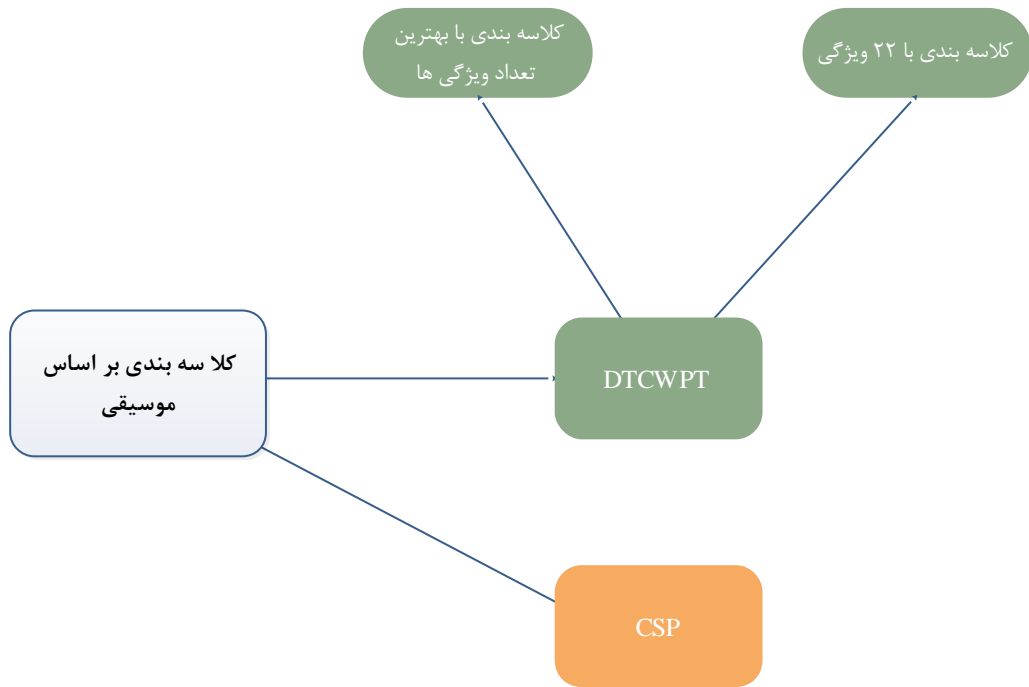 کلاسه بندی با بهترین
تعداد ویژگی ها
کلاسه بندی با ۲۲ ویژگی
کلا سه بندی بر اساس
موسیقی
DTCWPT
CSP